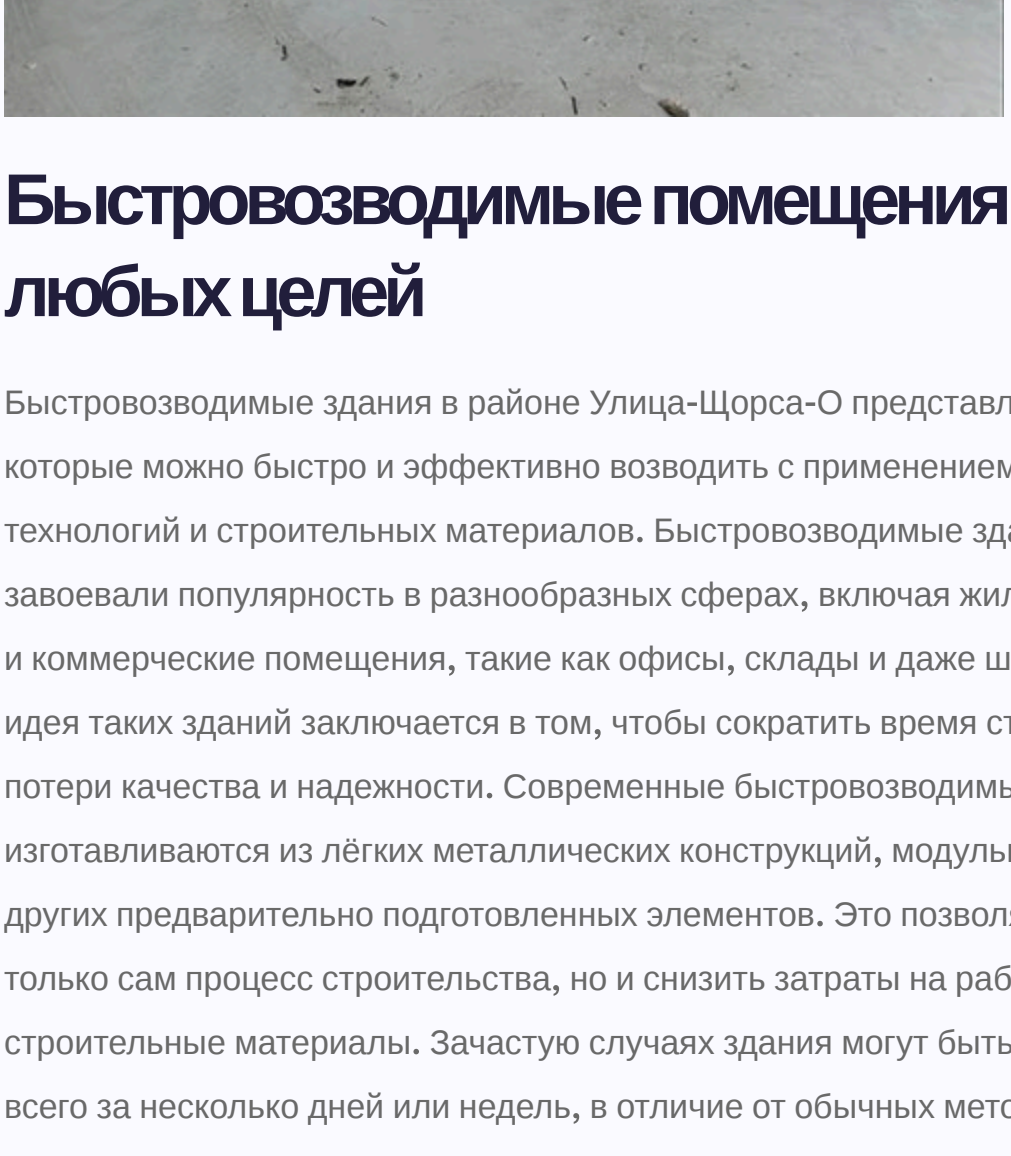 Быстровозводимые помещения
любых целей
Быстровозводимые здания в районе Улица-Щорса-О представл
которые можно быстро и эффективно возводить с применением
технологий и строительных материалов. Быстровозводимые зда
завоевали популярность в разнообразных сферах, включая жил
и коммерческие помещения, такие как офисы, склады и даже ш
идея таких зданий заключается в том, чтобы сократить время ст
потери качества и надежности. Современные быстровозводимы
изготавливаются из лёгких металлических конструкций, модуль
других предварительно подготовленных элементов. Это позволя
только сам процесс строительства, но и снизить затраты на раб
строительные материалы. Зачастую случаях здания могут быть
всего за несколько дней или недель, в отличие от обычных мето